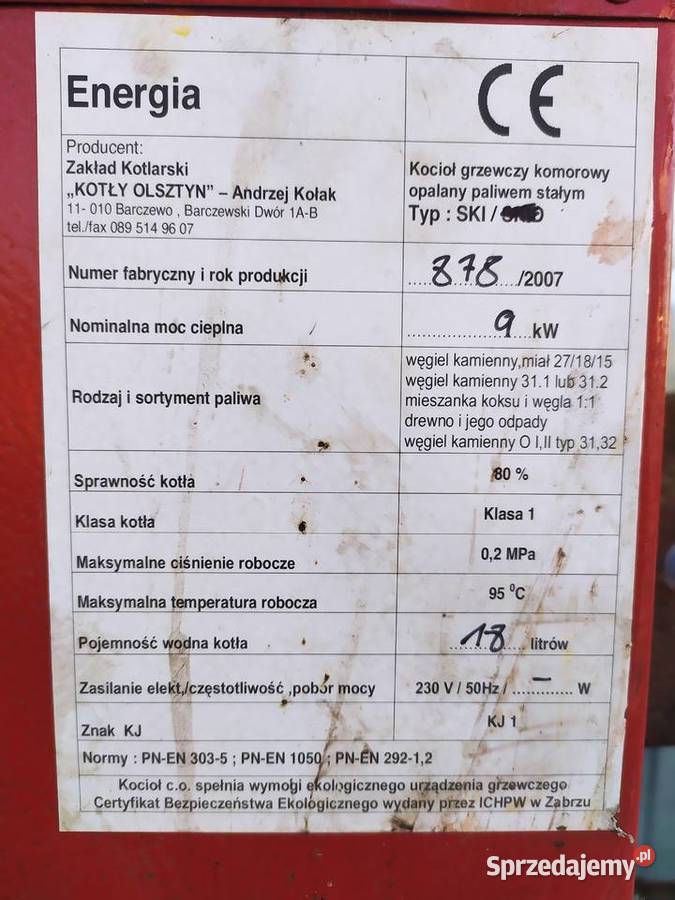 Energia
CE
Producent:
Zakład Kotlarski
„KOTŁY OLSZTYN” – Andrzej Kołak
11- 010 Barczewo , Barczewski Dwór 1A-B
tel./fax 089 514 96 07
Kocioł grzewczy komorowy
opalany paliwem stałym
Typ : SKI /
Numer fabryczny i rok produkcji
.....878...../2007
Nominalna moc cieplna
....................9....kW
Rodzaj i sortyment paliwa
węgiel kamienny,miał 27/18/15
węgiel kamienny 31.1 lub 31.2
mieszanka koksu i węgla 1:1
drewno i jego odpady
węgiel kamienny O I,II typ 31,32
Sprawność kotła
80 %
Klasa kotła
Klasa 1
Maksymalne ciśnienie robocze
0,2 MPa
Maksymalna temperatura robocza
95 ⁰C
Pojemność wodna kotła
...18.... litrów
Zasilanie elekt./częstotliwość ,pobór mocy
230 V / 50Hz / ......–...... W
Znak KJ
KJ 1
Normy : PN-EN 303-5 ; PN-EN 1050 ; PN-EN 292-1,2
Kocioł c.o. spełnia wymogi ekologicznego urządzenia grzewczego
Certyfikat Bezpieczeństwa Ekologicznego wydany przez ICHPW w Zabrzu
Sprzedajemy.pl